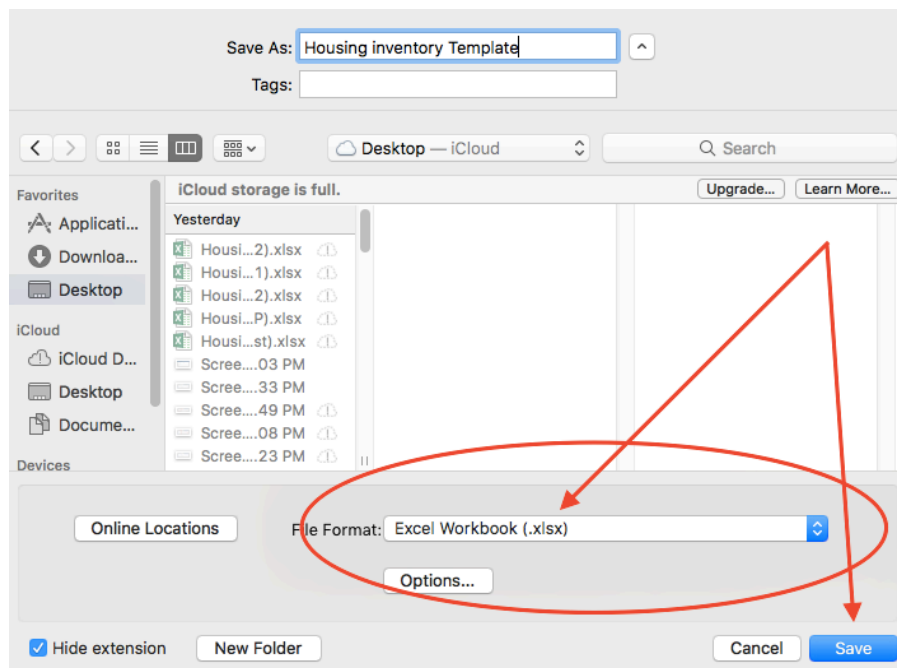 Save As: Housing inventory Template
Tags:
Desktop — iCloud
Search
Favorites
Applicati...
Downloa...
Desktop
iCloud
iCloud D...
Desktop
Docume...
Devices
iCloud storage is full.
Upgrade...
Learn More...
Yesterday
Housi...2).xlsx
Housi...1).xlsx
Housi...2).xlsx
Housi...P).xlsx
Housi...st).xlsx
Scree....03 PM
Scree....33 PM
Scree....49 PM
Scree....08 PM
Scree....23 PM
Online Locations
File Format: Excel Workbook (.xlsx)
Options...
Hide extension
New Folder
Cancel
Save